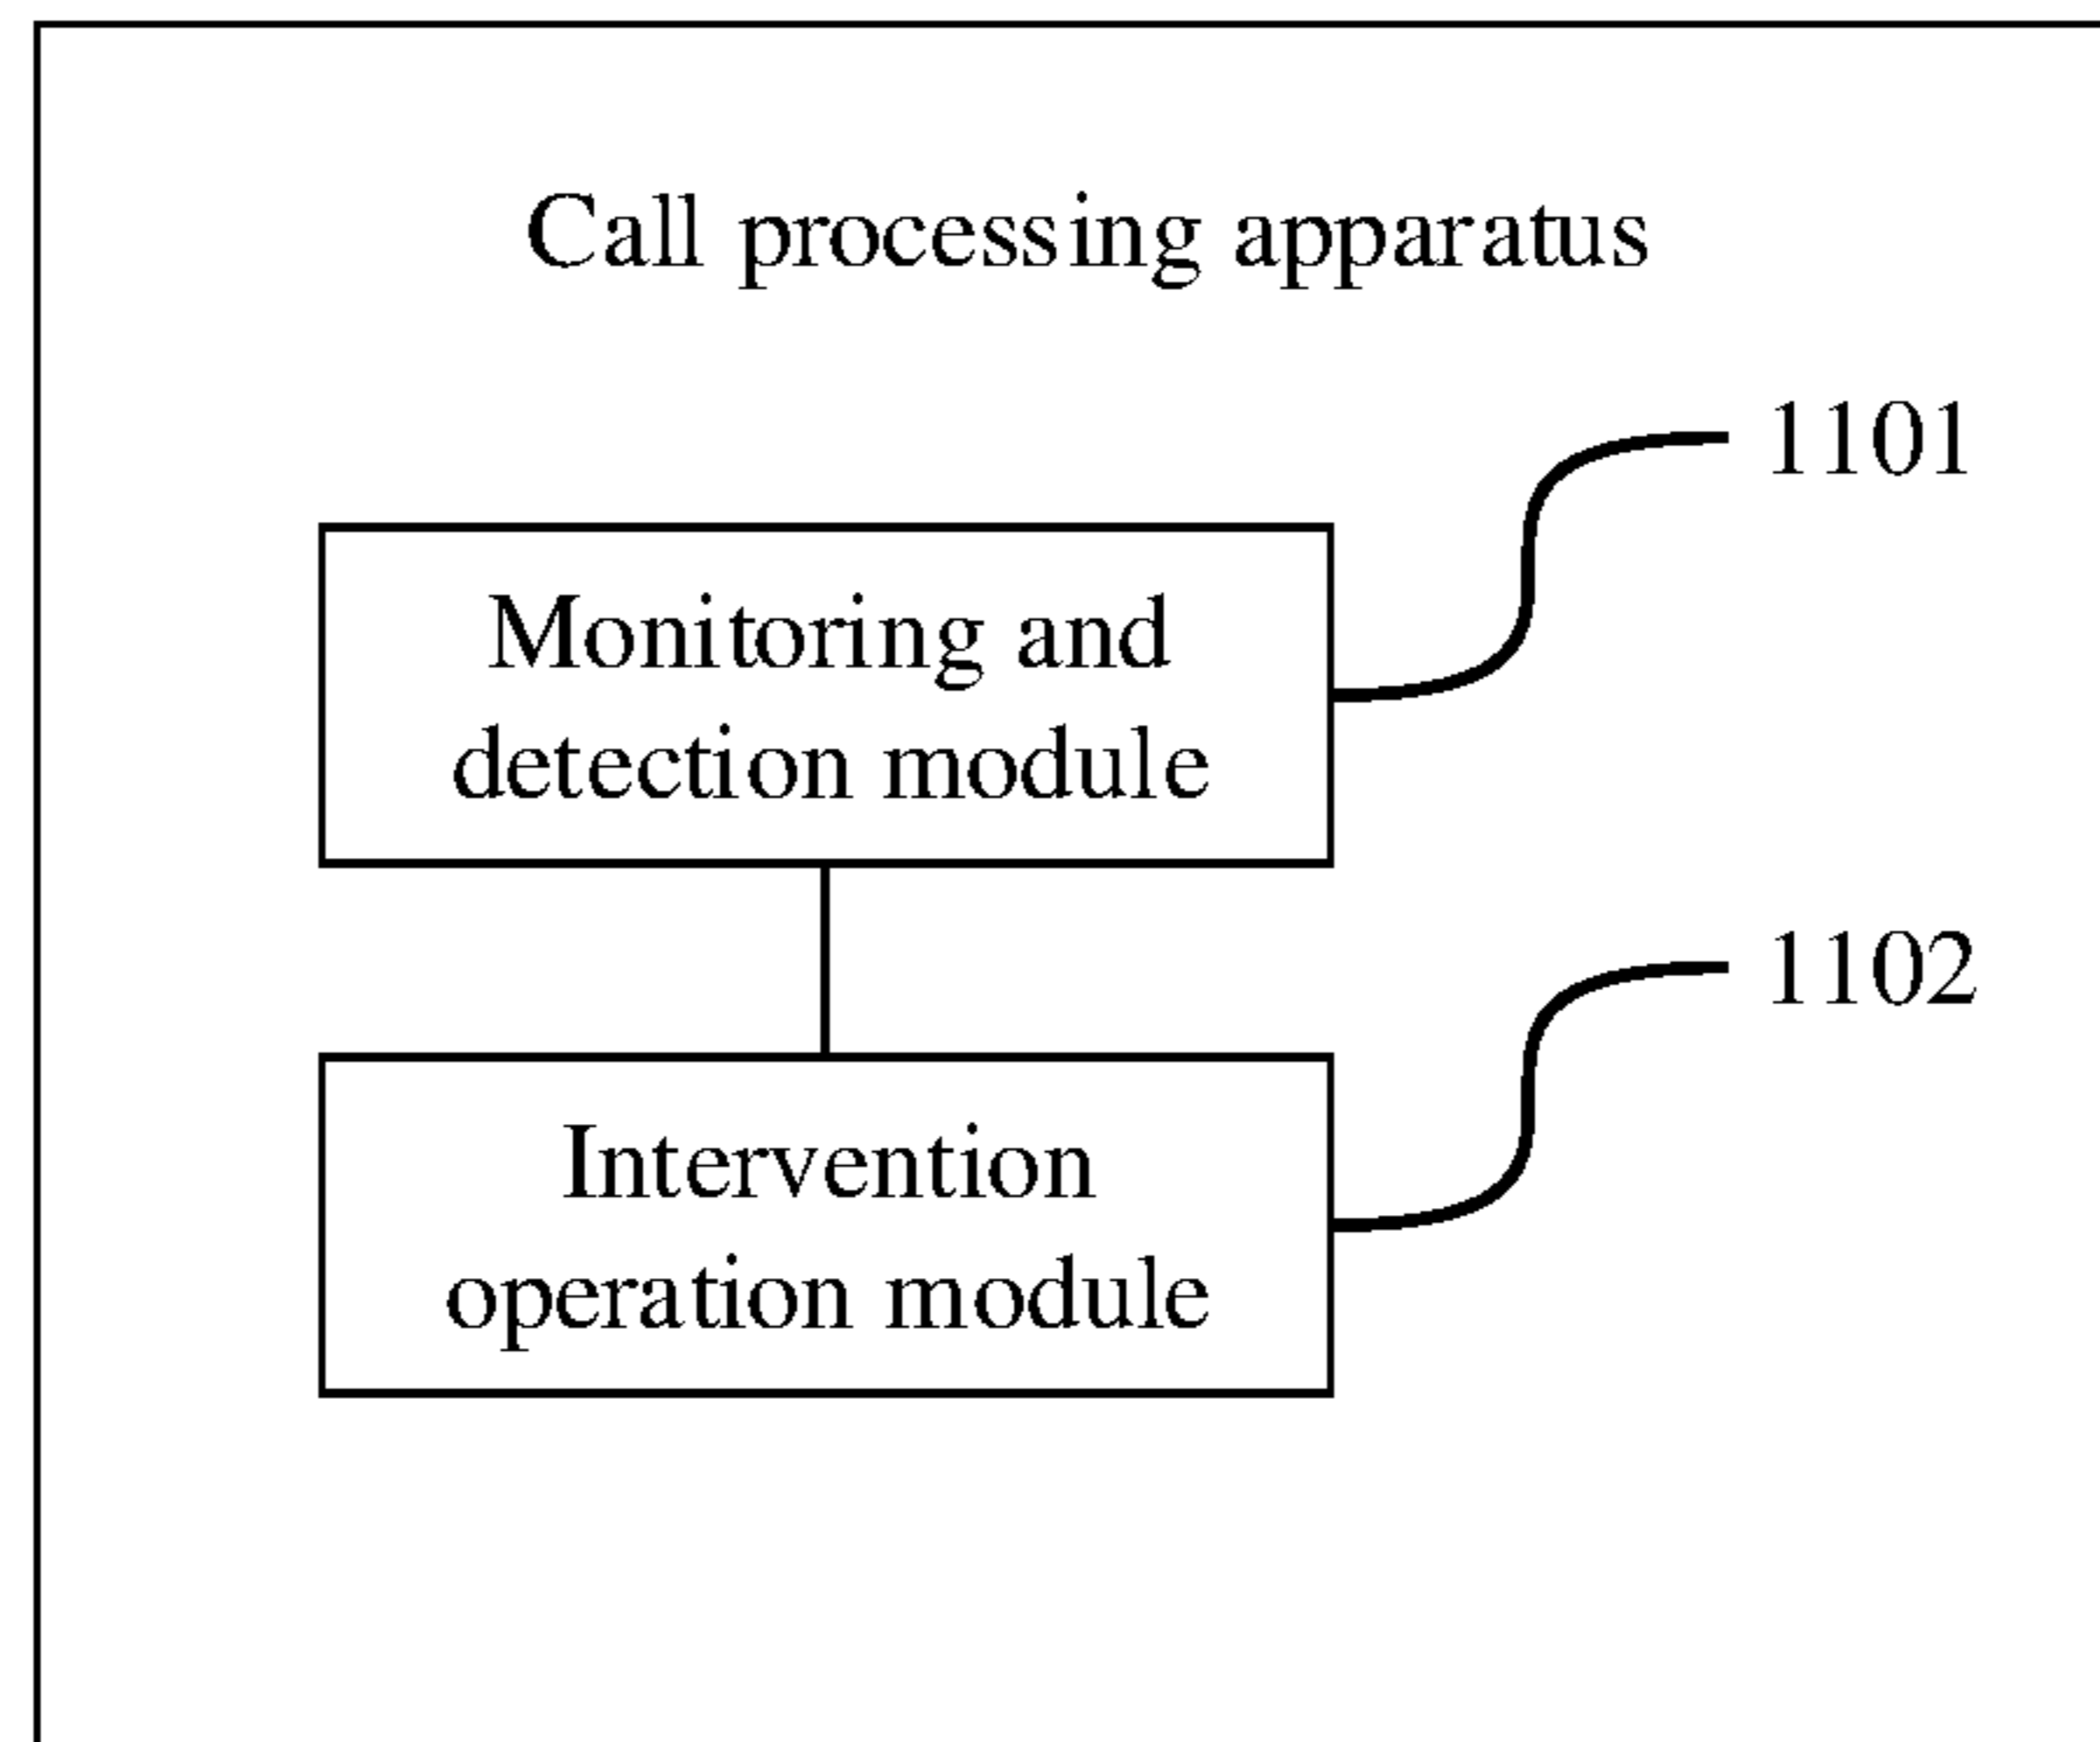 Call processing apparatus
1101
Monitoring and
detection module
1102
Intervention
operation module